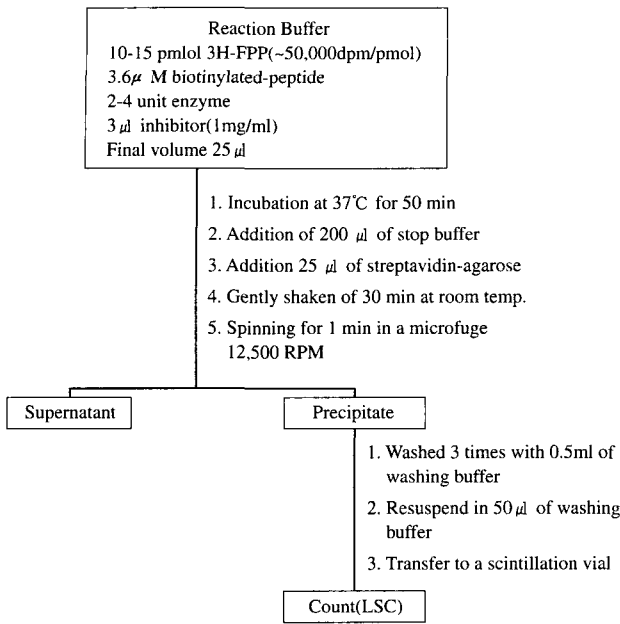 Reaction Buffer
10-15 pmlol 3H-FPP(~50,000dpm/pmol)
3.6μ M biotinylated-peptide
2-4 unit enzyme
3 ㎕ inhibitor(1mg/ml)
Final volume 25 ㎕
1. Incubation at 37℃ for 50 min
2. Addition of 200 ㎕ of stop buffer
3. Addition 25 ㎕ of streptavidin-agarose
4. Gently shaken of 30 min at room temp.
5. Spinning for 1 min in a microfuge
12,500 RPM
Supernatant
Precipitate
1. Washed 3 times with 0.5ml of
washing buffer
2. Resuspend in 50㎕ of washing
buffer
3. Transfer to a scintillation vial
Count(LSC)